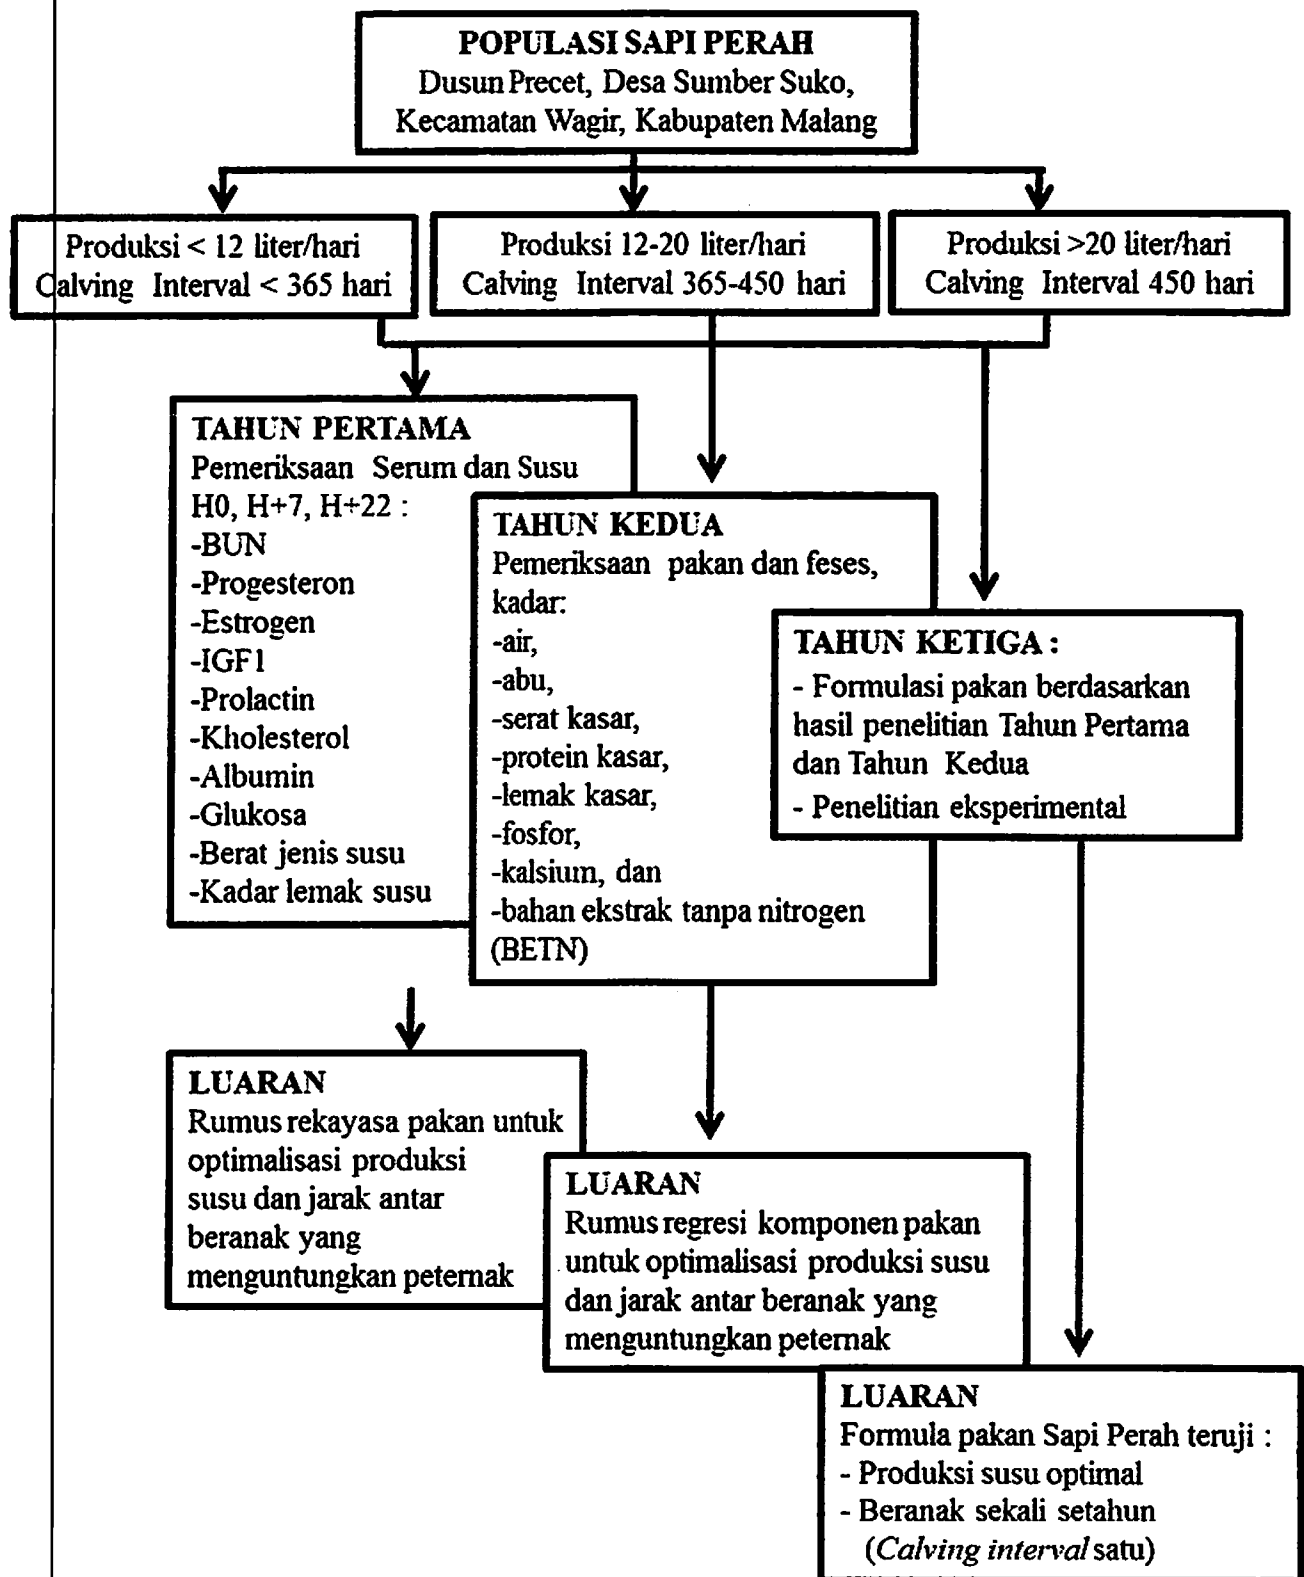 POPULASI SAPI PERAH
Dusun Precet, Desa Sumber Suko,
Kecamatan Wagir, Kabupaten Malang
Produksi < 12 liter/hari
Calving Interval < 365 hari
Produksi 12-20 liter/hari
Calving Interval 365-450 hari
Produksi >20 liter/hari
Calving Interval 450 hari
TAHUN PERTAMA
Pemeriksaan Serum dan Susu
H0, H+7, H+22 :
-BUN
-Progesteron
-Estrogen
-IGF1
-Prolactin
-Kholesterol
-Albumin
-Glukosa
-Berat jenis susu
-Kadar lemak susu
TAHUN KEDUA
Pemeriksaan pakan dan feses,
kadar:
-air,
-abu,
-serat kasar,
-protein kasar,
-lemak kasar,
-fosfor,
-kalsium, dan
-bahan ekstrak tanpa nitrogen
(BETN)
TAHUN KETIGA :
- Formulasi pakan berdasarkan
hasil penelitian Tahun Pertama
dan Tahun Kedua
- Penelitian eksperimental
LUARAN
Rumus rekayasa pakan untuk
optimalisasi produksi
susu dan jarak antar
beranak yang
menguntungkan peternak
LUARAN
Rumus regresi komponen pakan
untuk optimalisasi produksi susu
dan jarak antar beranak yang
menguntungkan peternak
LUARAN
Formula pakan Sapi Perah teruji :
- Produksi susu optimal
- Beranak sekali setahun
(Calving interval satu)